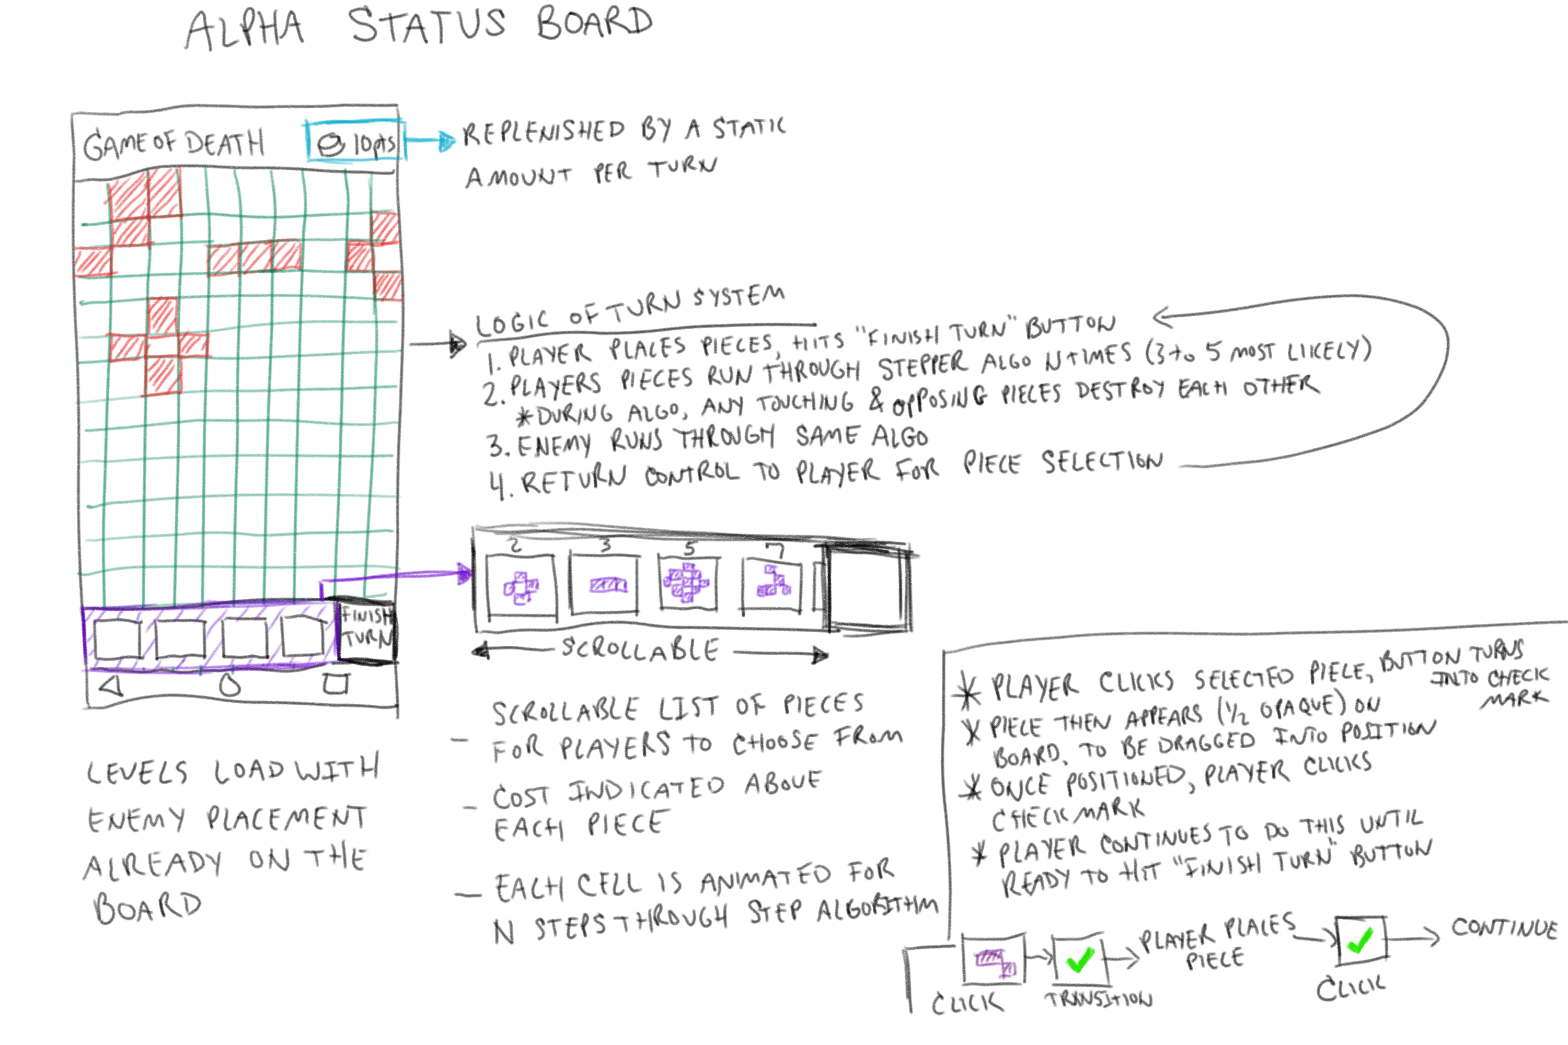 ALPHA STATUS BOARD
GAME OF DEATH
10pts
REPLENISHED BY A STATIC
AMOUNT PER TURN
LOGIC OF TURN SYSTEM
1. PLAYER PLACES PIECES, HITS "FINISH TURN" BUTTON
2. PLAYERS PIECES RUN THROUGH STEPPER ALGO N TIMES (3 to 5 MOST LIKELY)
* DURING ALGO, ANY TOUCHING & OPPOSING PIECES DESTROY EACH OTHER
3. ENEMY RUNS THROUGH SAME ALGO
4. RETURN CONTROL TO PLAYER FOR PIECE SELECTION
2 3 5 7
FINISH
TURN
SCROLLABLE
LEVELS LOAD WITH
ENEMY PLACEMENT
ALREADY ON THE
BOARD
- SCROLLABLE LIST OF PIECES
FOR PLAYERS TO CHOOSE FROM
- COST INDICATED ABOVE
EACH PIECE
- EACH CELL IS ANIMATED FOR
N STEPS THROUGH STEP ALGORITHM
* PLAYER CLICKS SELECTED PIECE, BUTTON TURNS
INTO CHECK
MARK
* PIECE THEN APPEARS (1/2 OPAQUE) ON
BOARD, TO BE DRAGGED INTO POSITION
* ONCE POSITIONED, PLAYER CLICKS
CHECKMARK
* PLAYER CONTINUES TO DO THIS UNTIL
READY TO HIT "FINISH TURN" BUTTON
PLAYER PLACES
PIECE
CONTINUE
CLICK
TRANSITION
CLICK